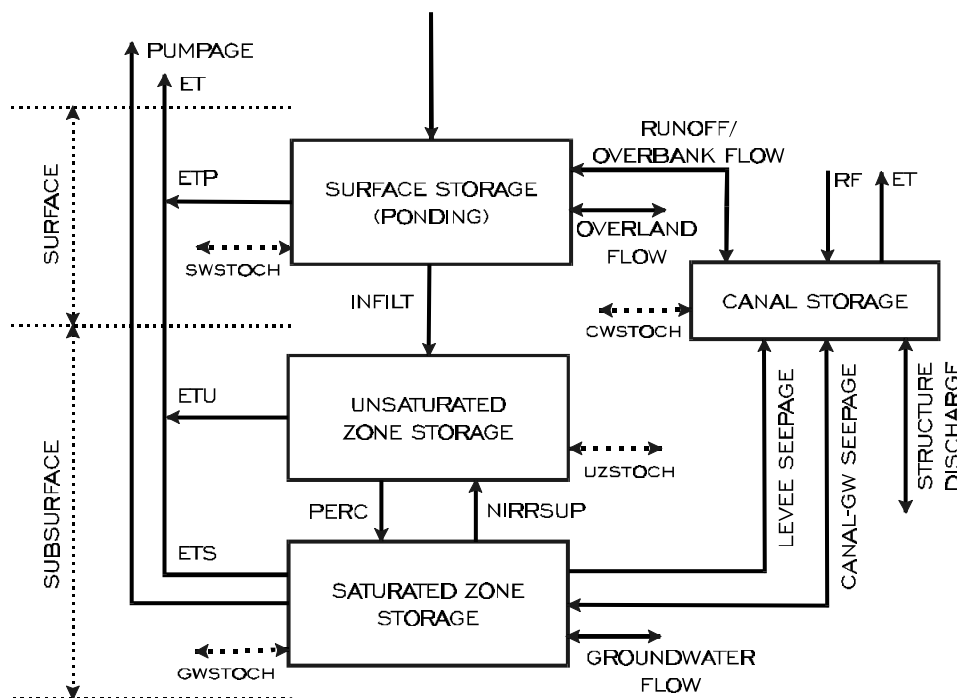 PUMPAGE
ET
RUNOFF/
OVERBANK FLOW
SURFACE STORAGE
(PONDING)
ETP
RF
ET
OVERLAND
FLOW
SURFACE
SWSTOCH
CANAL STORAGE
INFILT
CWSTOCH
UNSATURATED
ZONE STORAGE
ETU
UZSTOCH
LEVEE SEEPAGE
CANAL-GW SEEPAGE
STRUCTURE
DISCHARGE
PERC
NIRRSUP
SUBSURFACE
ETS
SATURATED ZONE
STORAGE
GWSTOCH
GROUNDWATER
FLOW